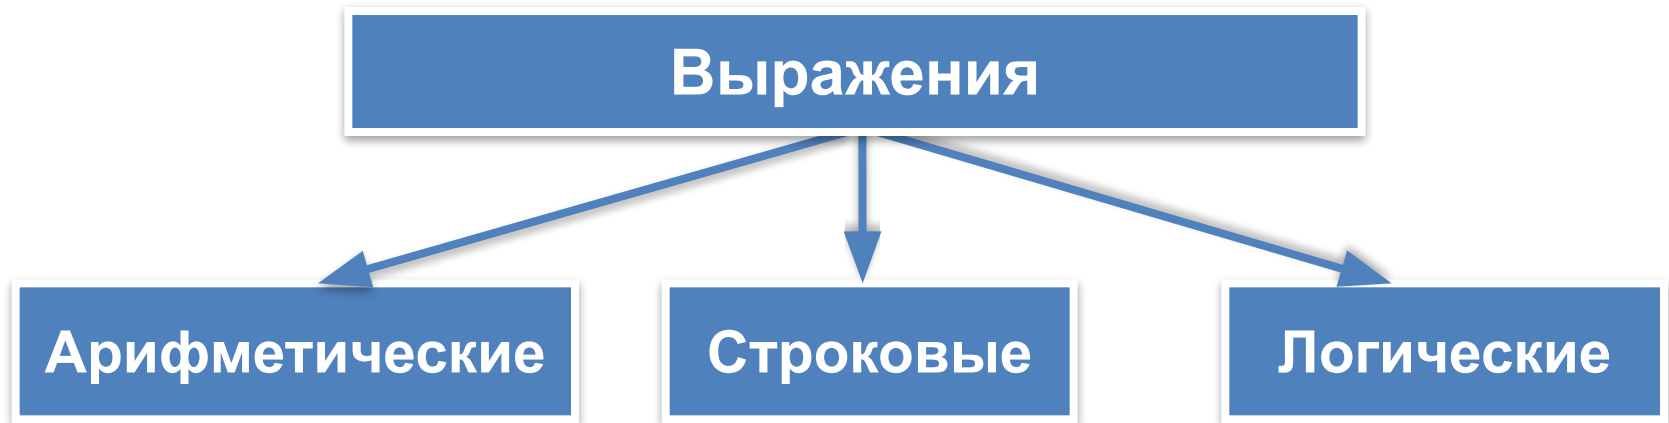 Выражения
Арифметические
Строковые
Логические